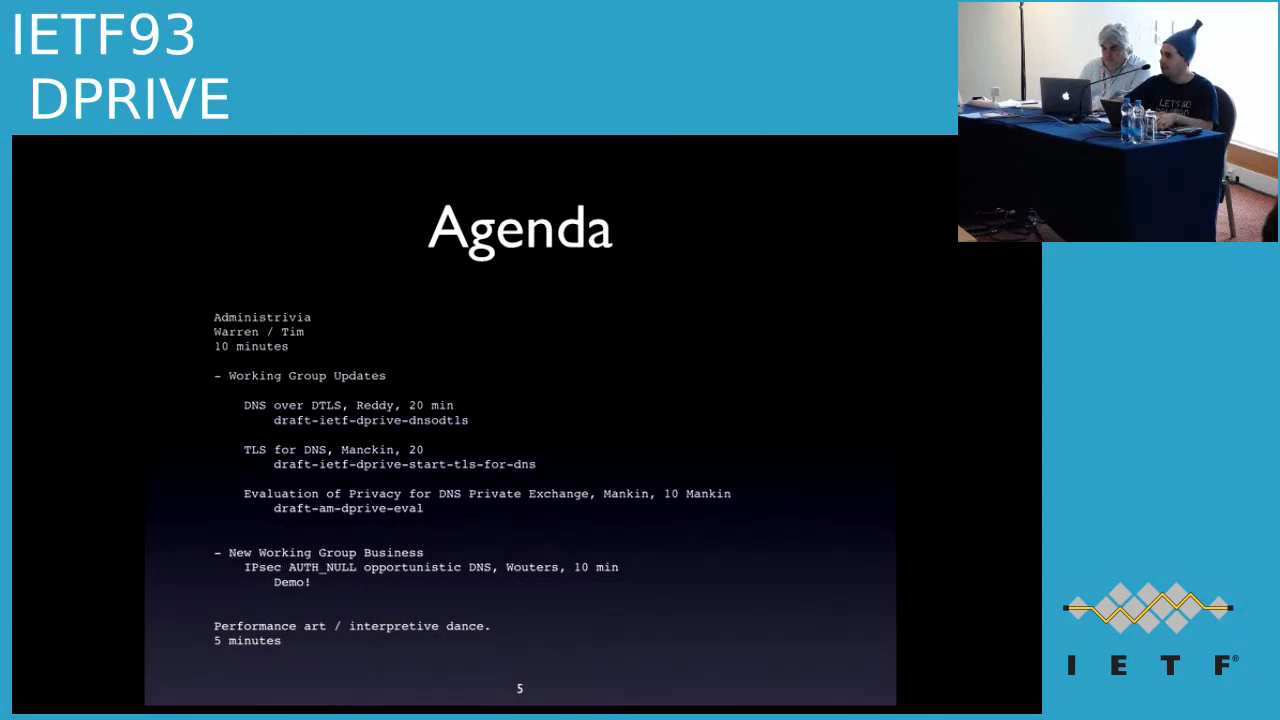 IETF93
DPRIVE
LET'S GO
Agenda
Administrivia
Warren / Tim
10 minutes
- Working Group Updates
DNS over DTLS, Reddy, 20 min
draft-ietf-dprive-dnsodtls
TLS for DNS, Manckin, 20
draft-ietf-dprive-start-tls-for-dns
Evaluation of Privacy for DNS Private Exchange, Mankin, 10 Mankin
draft-am-dprive-eval
- New Working Group Business
IPsec AUTH_NULL opportunistic DNS, Wouters, 10 min
Demo!
Performance art / interpretive dance.
5 minutes
5
I E T F®